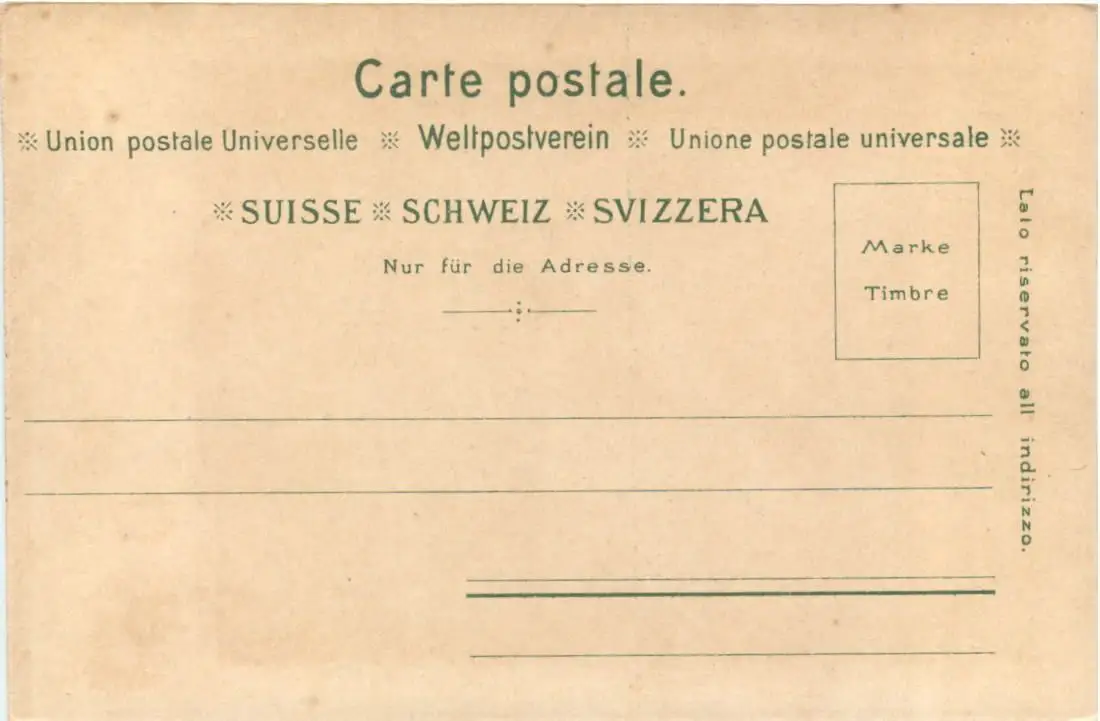 Carte postale.
※ Union postale Universelle ※ Weltpostverein ※ Unione postale universale ※
※ SUISSE ※ SCHWEIZ ※ SVIZZERA
Nur für die Adresse.
Marke
Timbre
Lato riservato all' indirizzo.